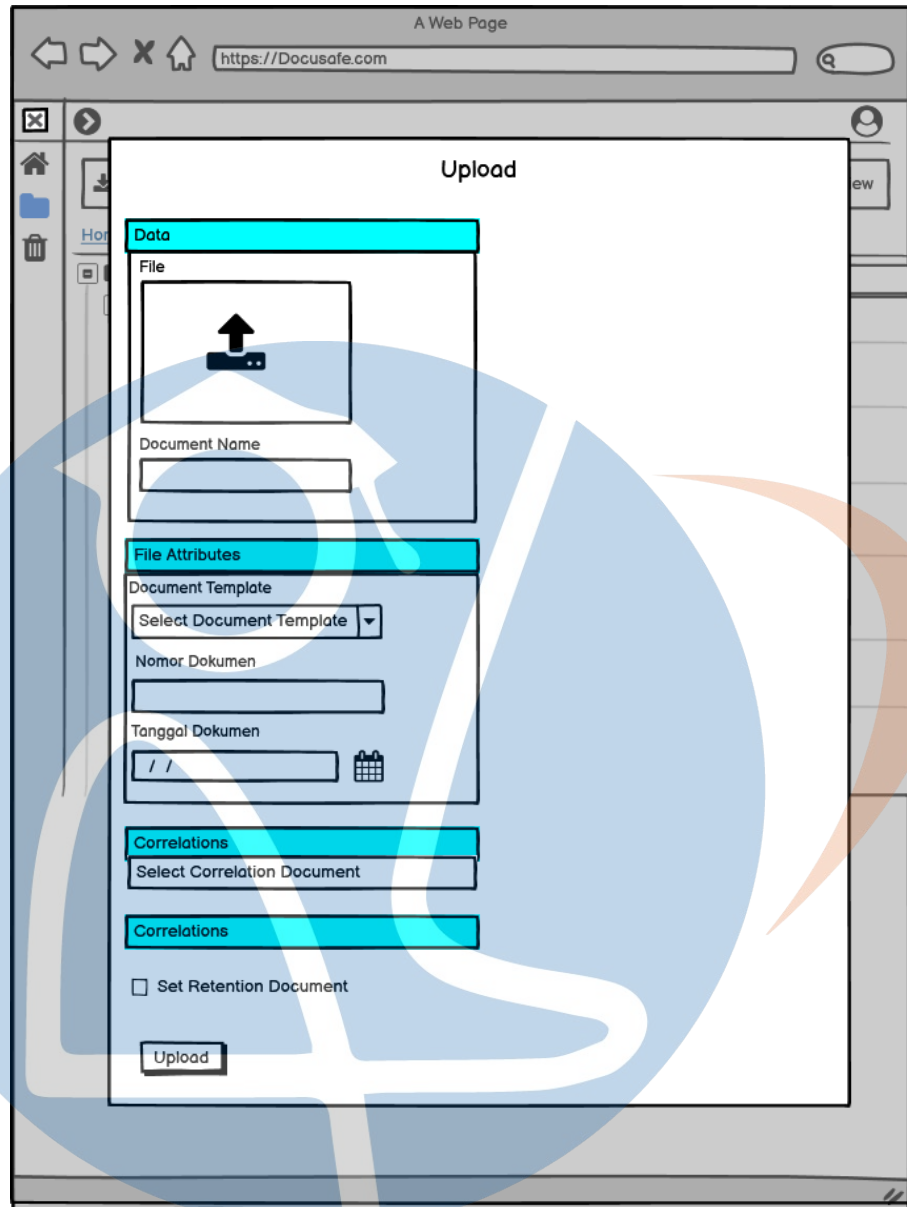 A Web Page
https://Docusafe.com
Upload
ew
Hor
Data
File
Document Name
File Attributes
Document Template
Select Document Template
Nomor Dokumen
Tanggal Dokumen
/ /
Correlations
Select Correlation Document
Correlations
Set Retention Document
Upload